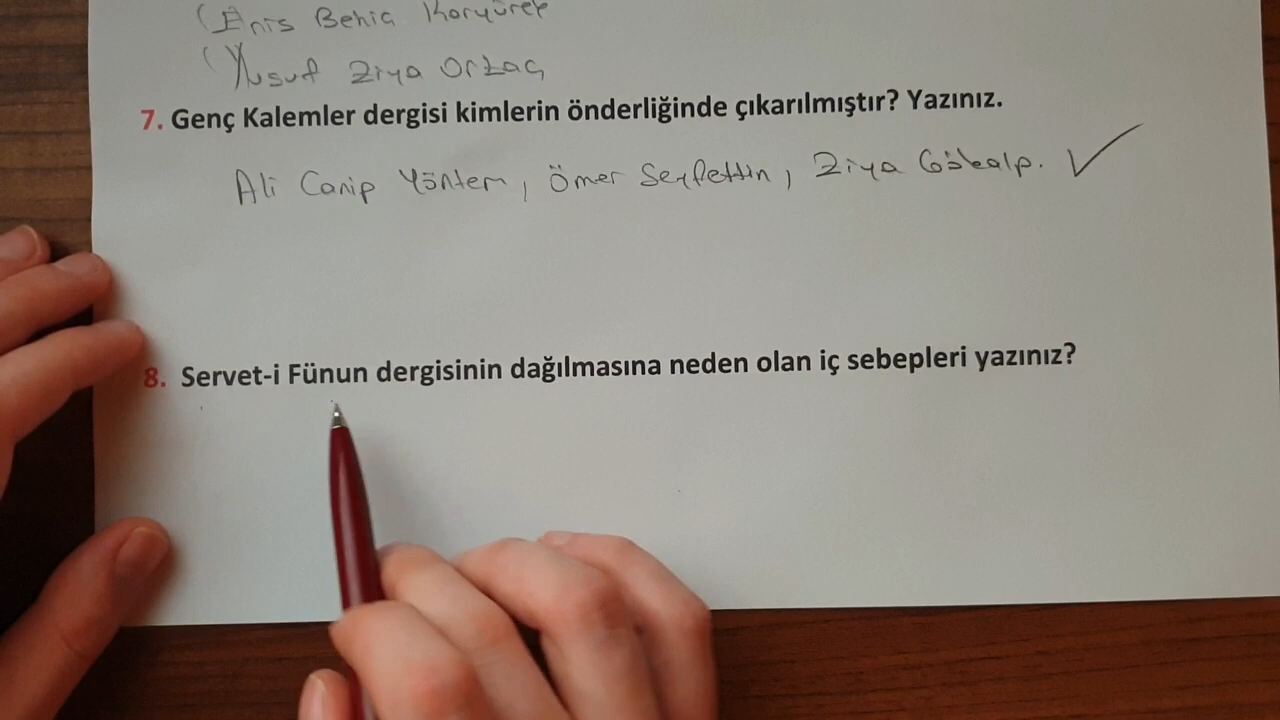 (Enis Behiç Koryürek
(Yusuf Ziya Ortaç
7. Genç Kalemler dergisi kimlerin önderliğinde çıkarılmıştır? Yazınız.
Ali Canip Yöntem, Ömer Seyfettin, Ziya Gökalp.
8. Servet-i Fünun dergisinin dağılmasına neden olan iç sebepleri yazınız?